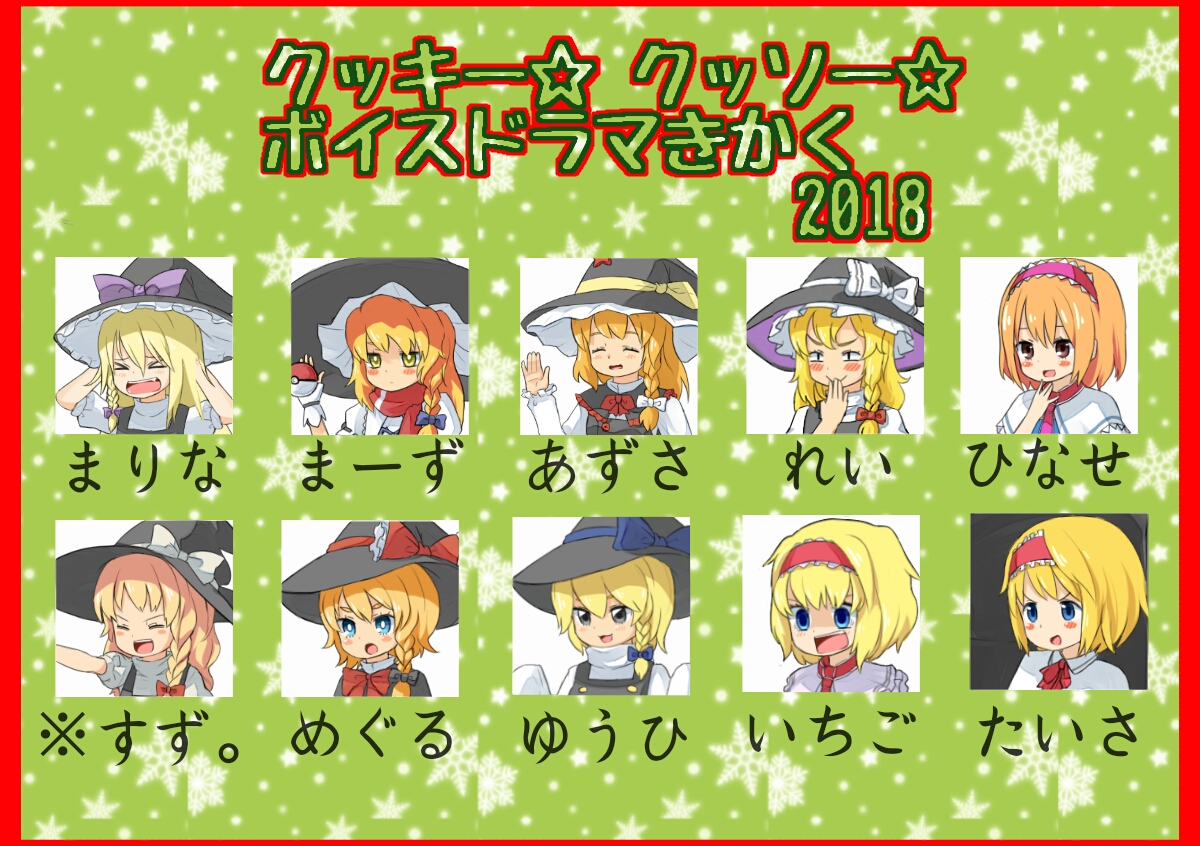 クッキー☆ クッソー☆
ボイスドラマきかく
2018
まりな まーず あずさ れい ひなせ
※すず。 めぐる ゆうひ いちご たいさ